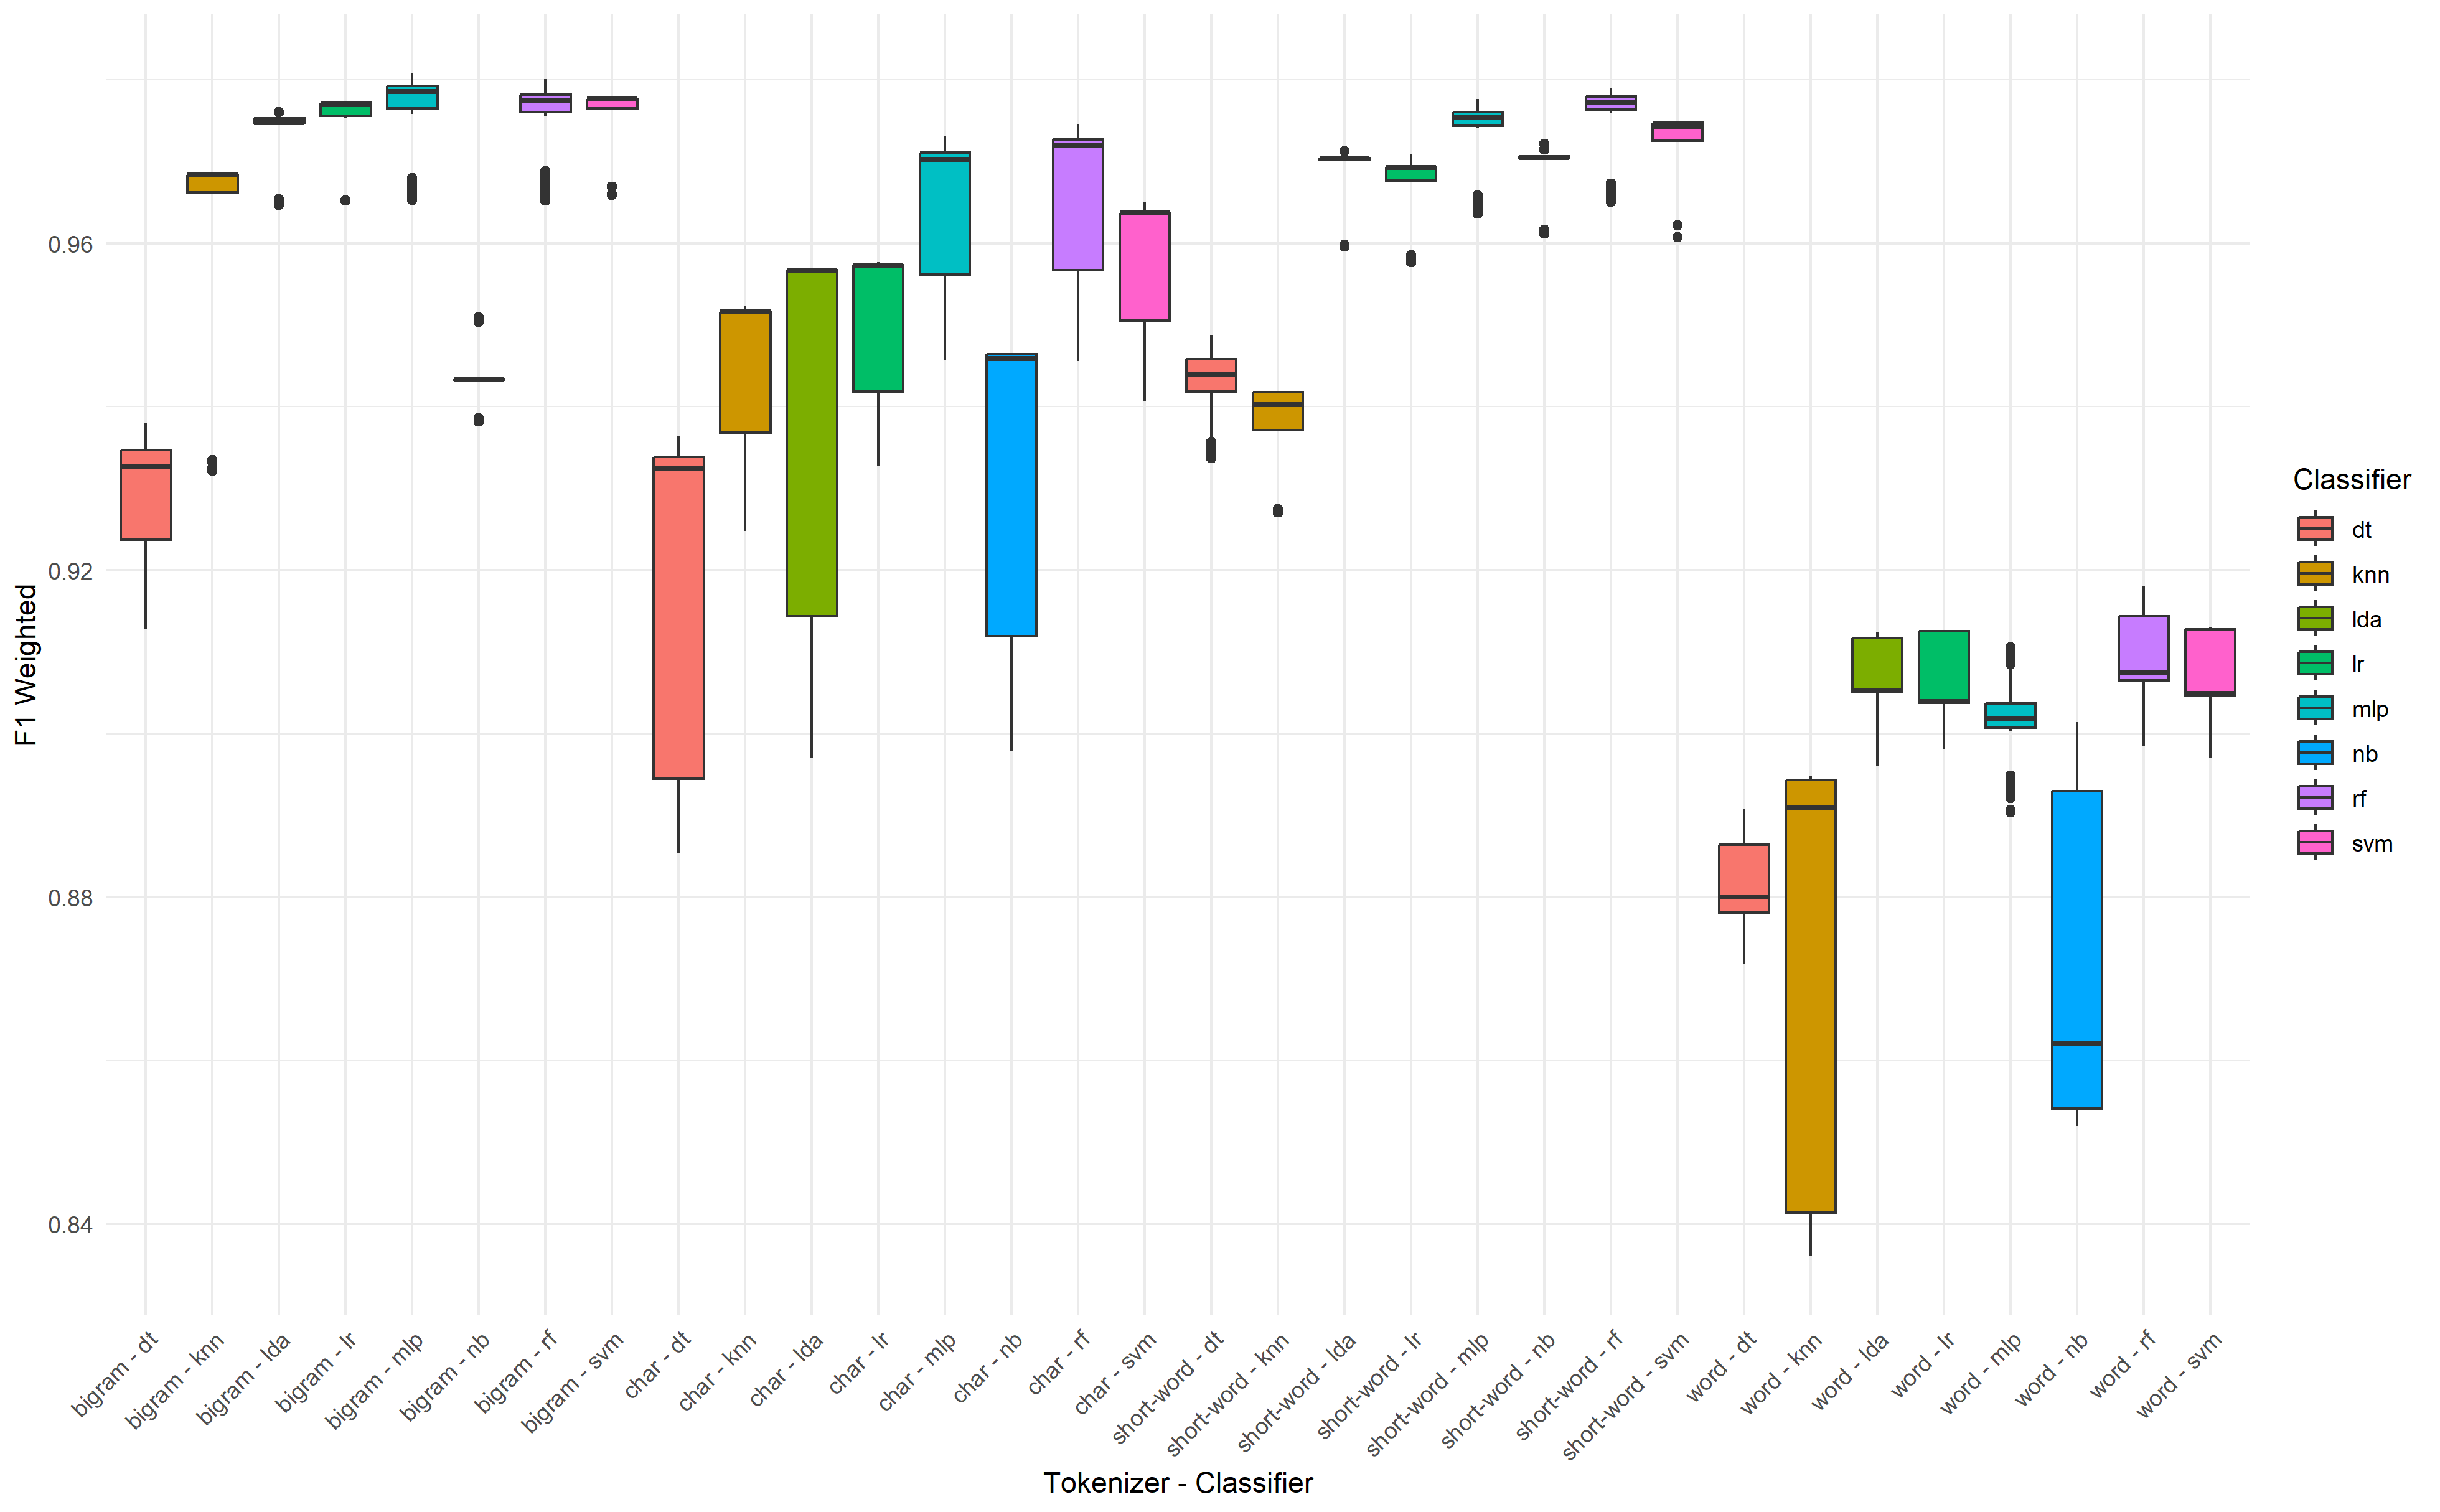 0.96
0.92
0.88
0.84
F1 Weighted
bigram - dt
bigram - knn
bigram - lda
bigram - lr
bigram - mlp
bigram - nb
bigram - rf
bigram - svm
char - dt
char - knn
char - lda
char - lr
char - mlp
char - nb
char - rf
char - svm
short-word - dt
short-word - knn
short-word - lda
short-word - lr
short-word - mlp
short-word - nb
short-word - rf
short-word - svm
word - dt
word - knn
word - lda
word - lr
word - mlp
word - nb
word - rf
word - svm
Tokenizer - Classifier
Classifier
dt
knn
lda
lr
mlp
nb
rf
svm